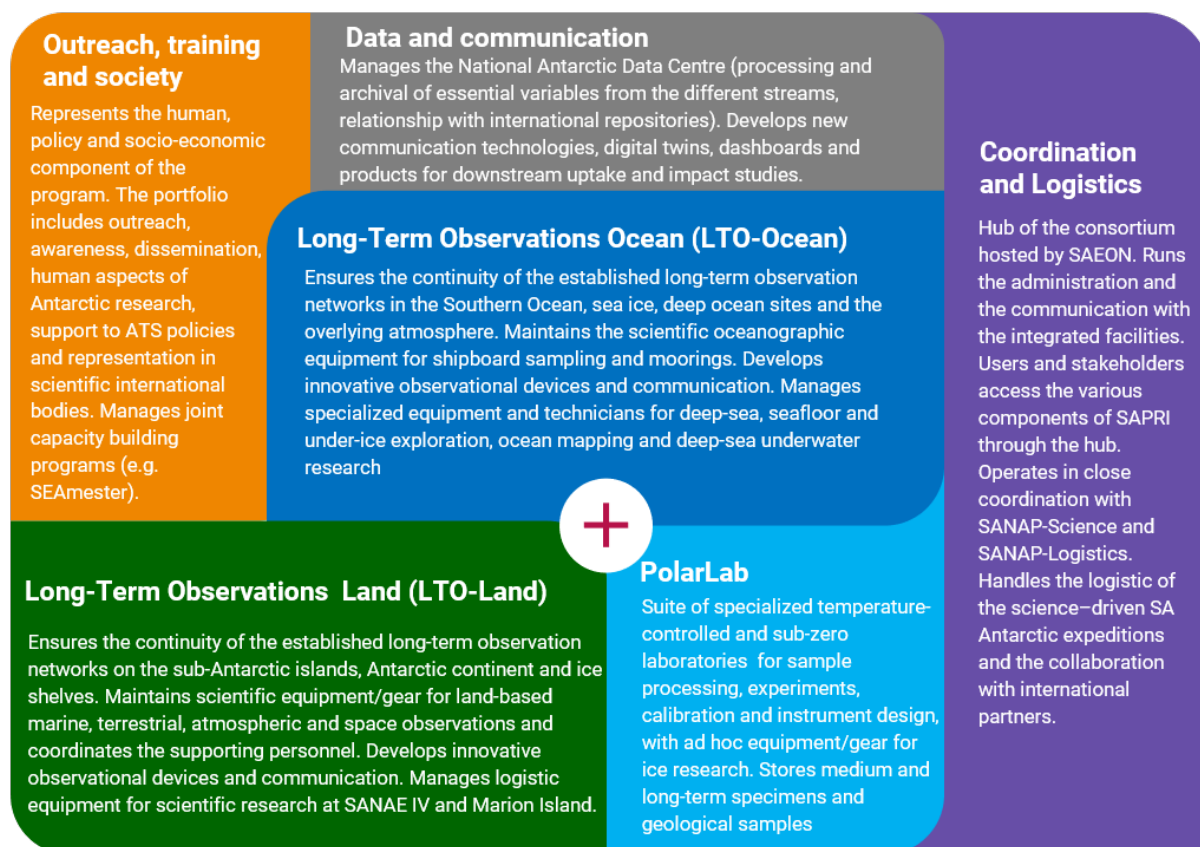 Outreach, training
and society
Represents the human,
policy and socio-economic
component of the
program. The portfolio
includes outreach,
awareness, dissemination,
human aspects of
Antarctic research,
support to ATS policies
and representation in
scientific international
bodies. Manages joint
capacity building
programs (e.g.
SEAmester).
Data and communication
Manages the National Antarctic Data Centre (processing and
archival of essential variables from the different streams,
relationship with international repositories). Develops new
communication technologies, digital twins, dashboards and
products for downstream uptake and impact studies.
Long-Term Observations Ocean (LTO-Ocean)
Ensures the continuity of the established long-term observation
networks in the Southern Ocean, sea ice, deep ocean sites and the
overlying atmosphere. Maintains the scientific oceanographic
equipment for shipboard sampling and moorings. Develops
innovative observational devices and communication. Manages
specialized equipment and technicians for deep-sea, seafloor and
under-ice exploration, ocean mapping and deep-sea underwater
research
Coordination
and Logistics
Hub of the consortium
hosted by SAEON. Runs
the administration and
the communication with
the integrated facilities.
Users and stakeholders
access the various
components of SAPRI
through the hub.
Operates in close
coordination with
SANAP-Science and
SANAP-Logistics.
Handles the logistic of
the science–driven SA
Antarctic expeditions
and the collaboration
with international
partners.
Long-Term Observations Land (LTO-Land)
Ensures the continuity of the established long-term observation
networks on the sub-Antarctic islands, Antarctic continent and ice
shelves. Maintains scientific equipment/gear for land-based
marine, terrestrial, atmospheric and space observations and
coordinates the supporting personnel. Develops innovative
observational devices and communication. Manages logistic
equipment for scientific research at SANAE IV and Marion Island.
PolarLab
Suite of specialized temperature-
controlled and sub-zero
laboratories for sample
processing, experiments,
calibration and instrument design,
with ad hoc equipment/gear for
ice research. Stores medium and
long-term specimens and
geological samples